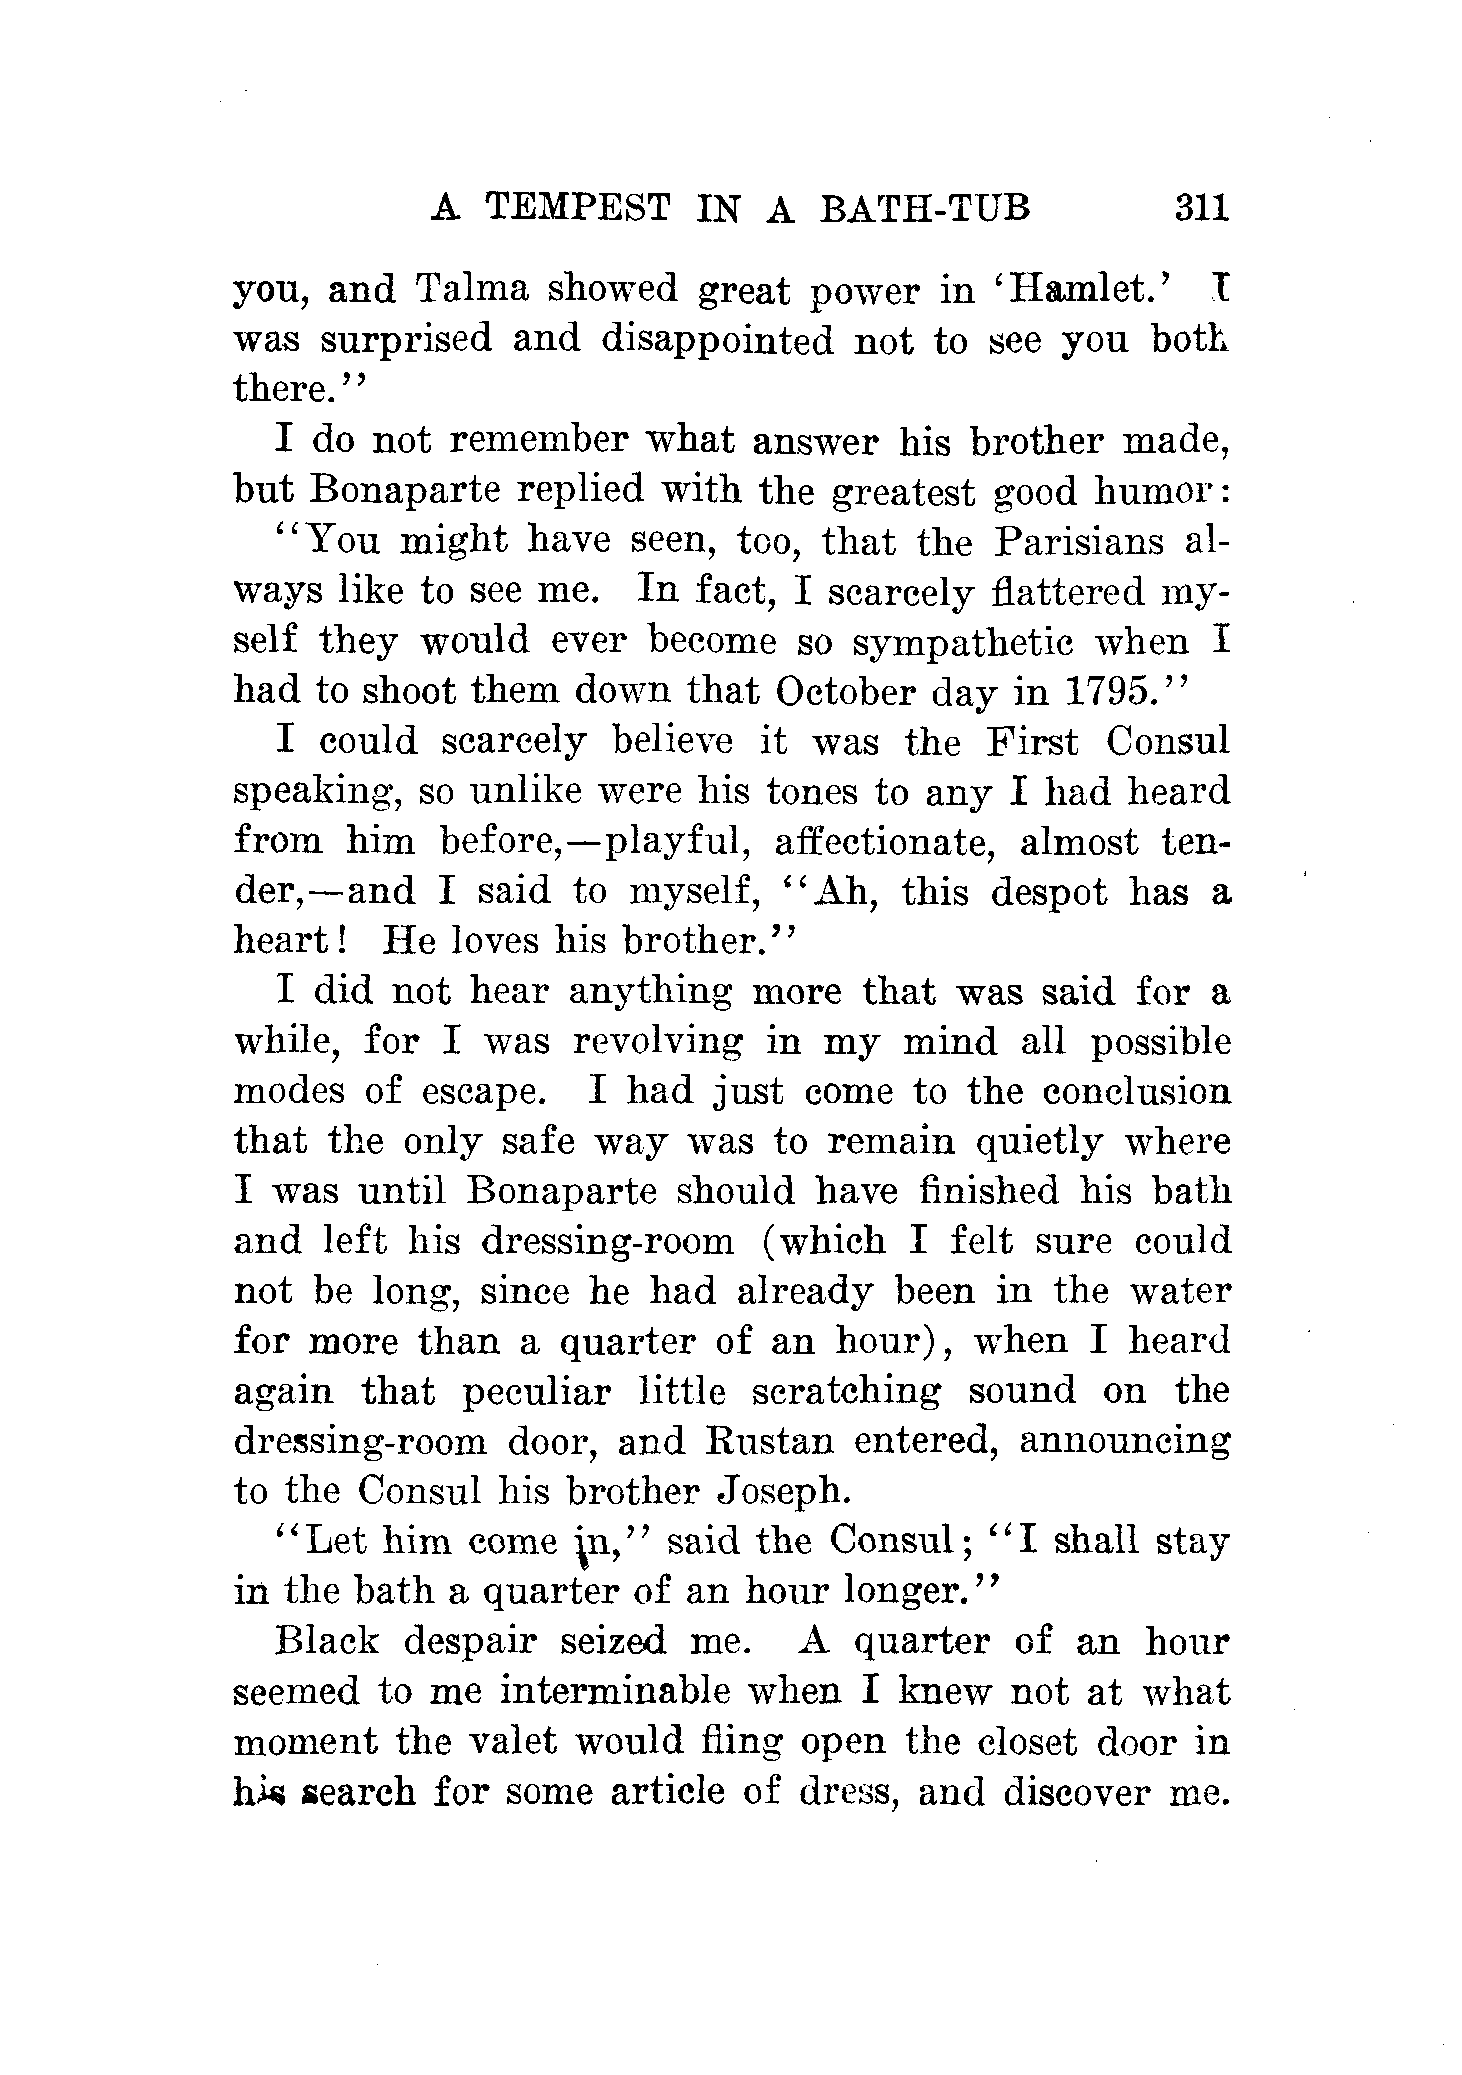 A TEMPEST IN A BATH-TUB 311
you, and Talma showed great power in 'Hamlet.' I
was surprised and disappointed not to see you both
there.''
I do not remember what answer his brother made,
but Bonaparte replied with the greatest good humor:
''You might have seen, too, that the Parisians al-
ways like to see me. In fact, I scarcely flattered my-
self they would ever become so sympathetic when I
had to shoot them down that October day in 1795.''
I could scarcely believe it was the First Consul
speaking, so unlike were his tones to any I had heard
from him before,—playful, affectionate, almost ten-
der,—and I said to myself, ''Ah, this despot has a
heart! He loves his brother.''
I did not hear anything more that was said for a
while, for I was revolving in my mind all possible
modes of escape. I had just come to the conclusion
that the only safe way was to remain quietly where
I was until Bonaparte should have finished his bath
and left his dressing-room (which I felt sure could
not be long, since he had already been in the water
for more than a quarter of an hour), when I heard
again that peculiar little scratching sound on the
dressing-room door, and Rustan entered, announcing
to the Consul his brother Joseph.
''Let him come in,'' said the Consul; ''I shall stay
in the bath a quarter of an hour longer.''
Black despair seized me. A quarter of an hour
seemed to me interminable when I knew not at what
moment the valet would fling open the closet door in
his search for some article of dress, and discover me.